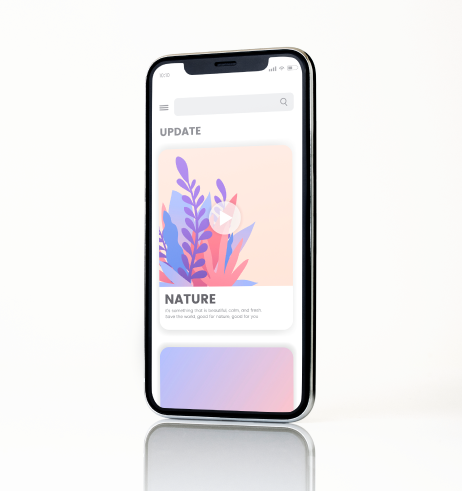 UPDATE
NATURE
it's something that is beautiful, calm, and fresh.
Save the world, good for nature, good for you